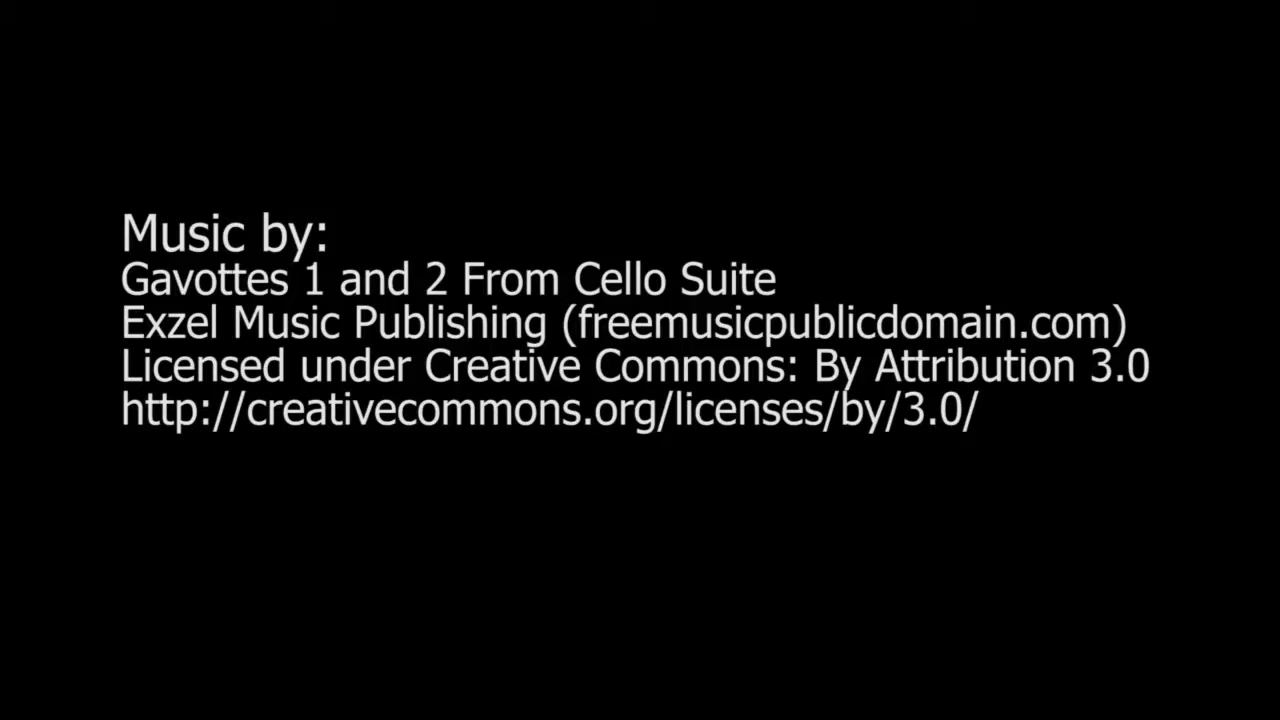 Music by:
Gavottes 1 and 2 From Cello Suite
Exzel Music Publishing (freemusicpublicdomain.com)
Licensed under Creative Commons: By Attribution 3.0
http://creativecommons.org/licenses/by/3.0/